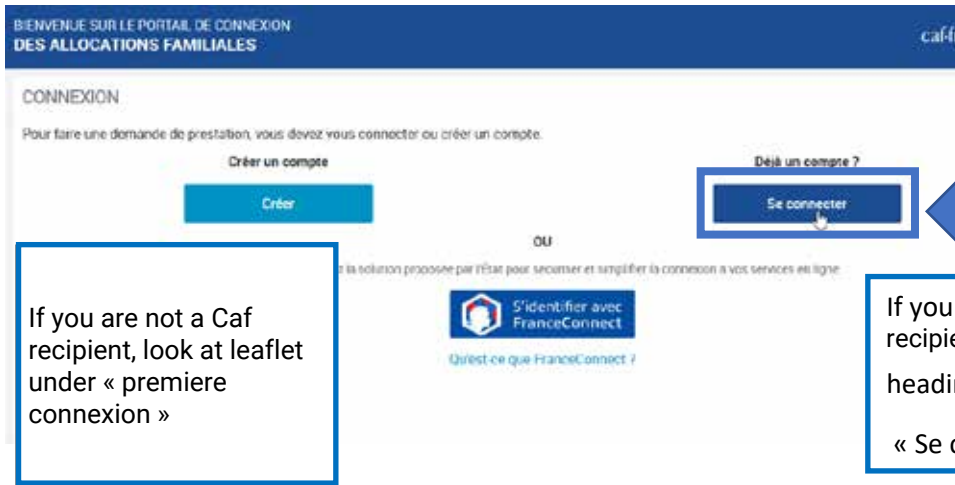 BIENVENUE SUR LE PORTAIL DE CONNEXION
DES ALLOCATIONS FAMILIALES
CONNEXION
Pour faire une demande de prestation, vous devez vous connecter ou créer un compte.
Créer un compte
Déjà un compte ?
Créer
Se connecter
OU
la solution proposée par l'État pour sécuriser et simplifier la connexion à vos services en ligne
S'identifier avec
FranceConnect
Qu'est-ce que FranceConnect ?
If you are not a Caf
recipient, look at leaflet
under « premiere
connexion »
If you
« Se